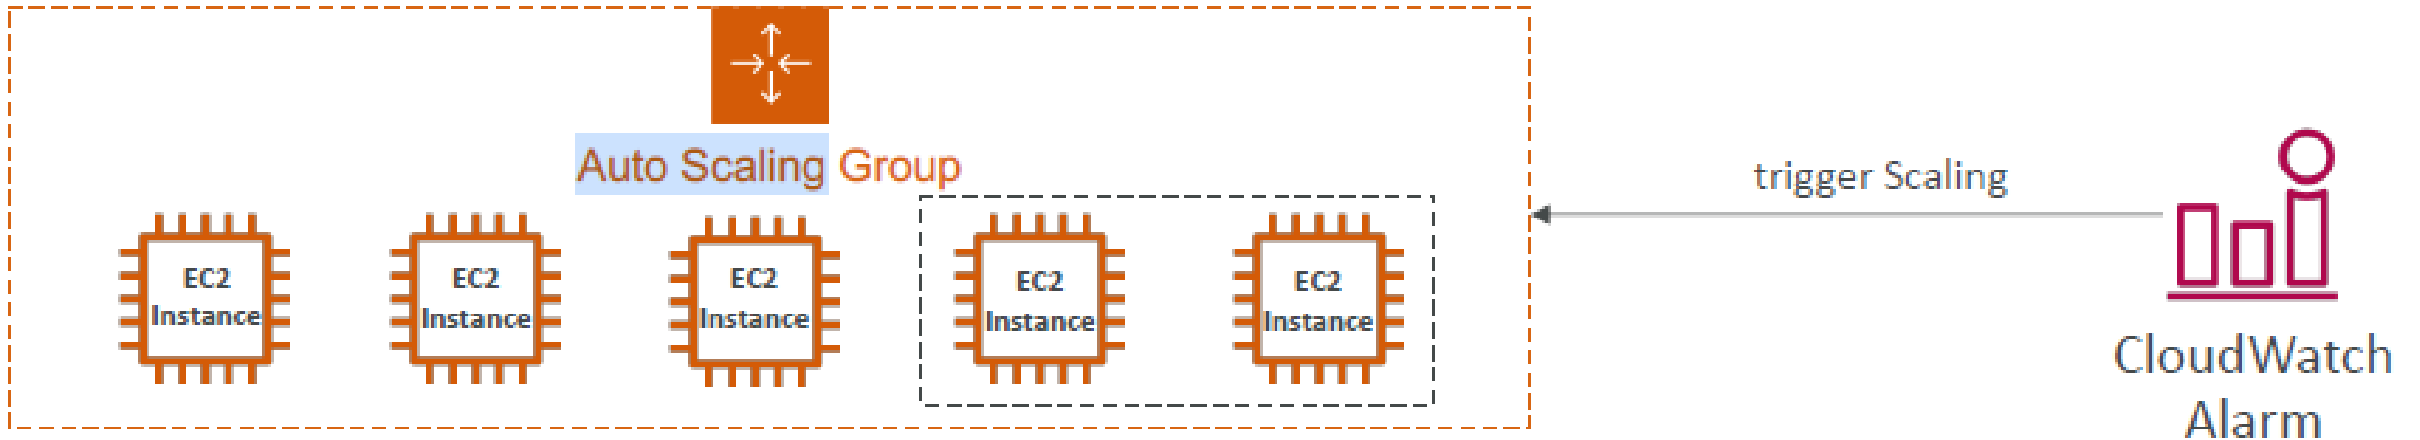 Auto Scaling Group
trigger Scaling
EC2
Instance
EC2
Instance
EC2
Instance
EC2
Instance
EC2
Instance
CloudWatch
Alarm